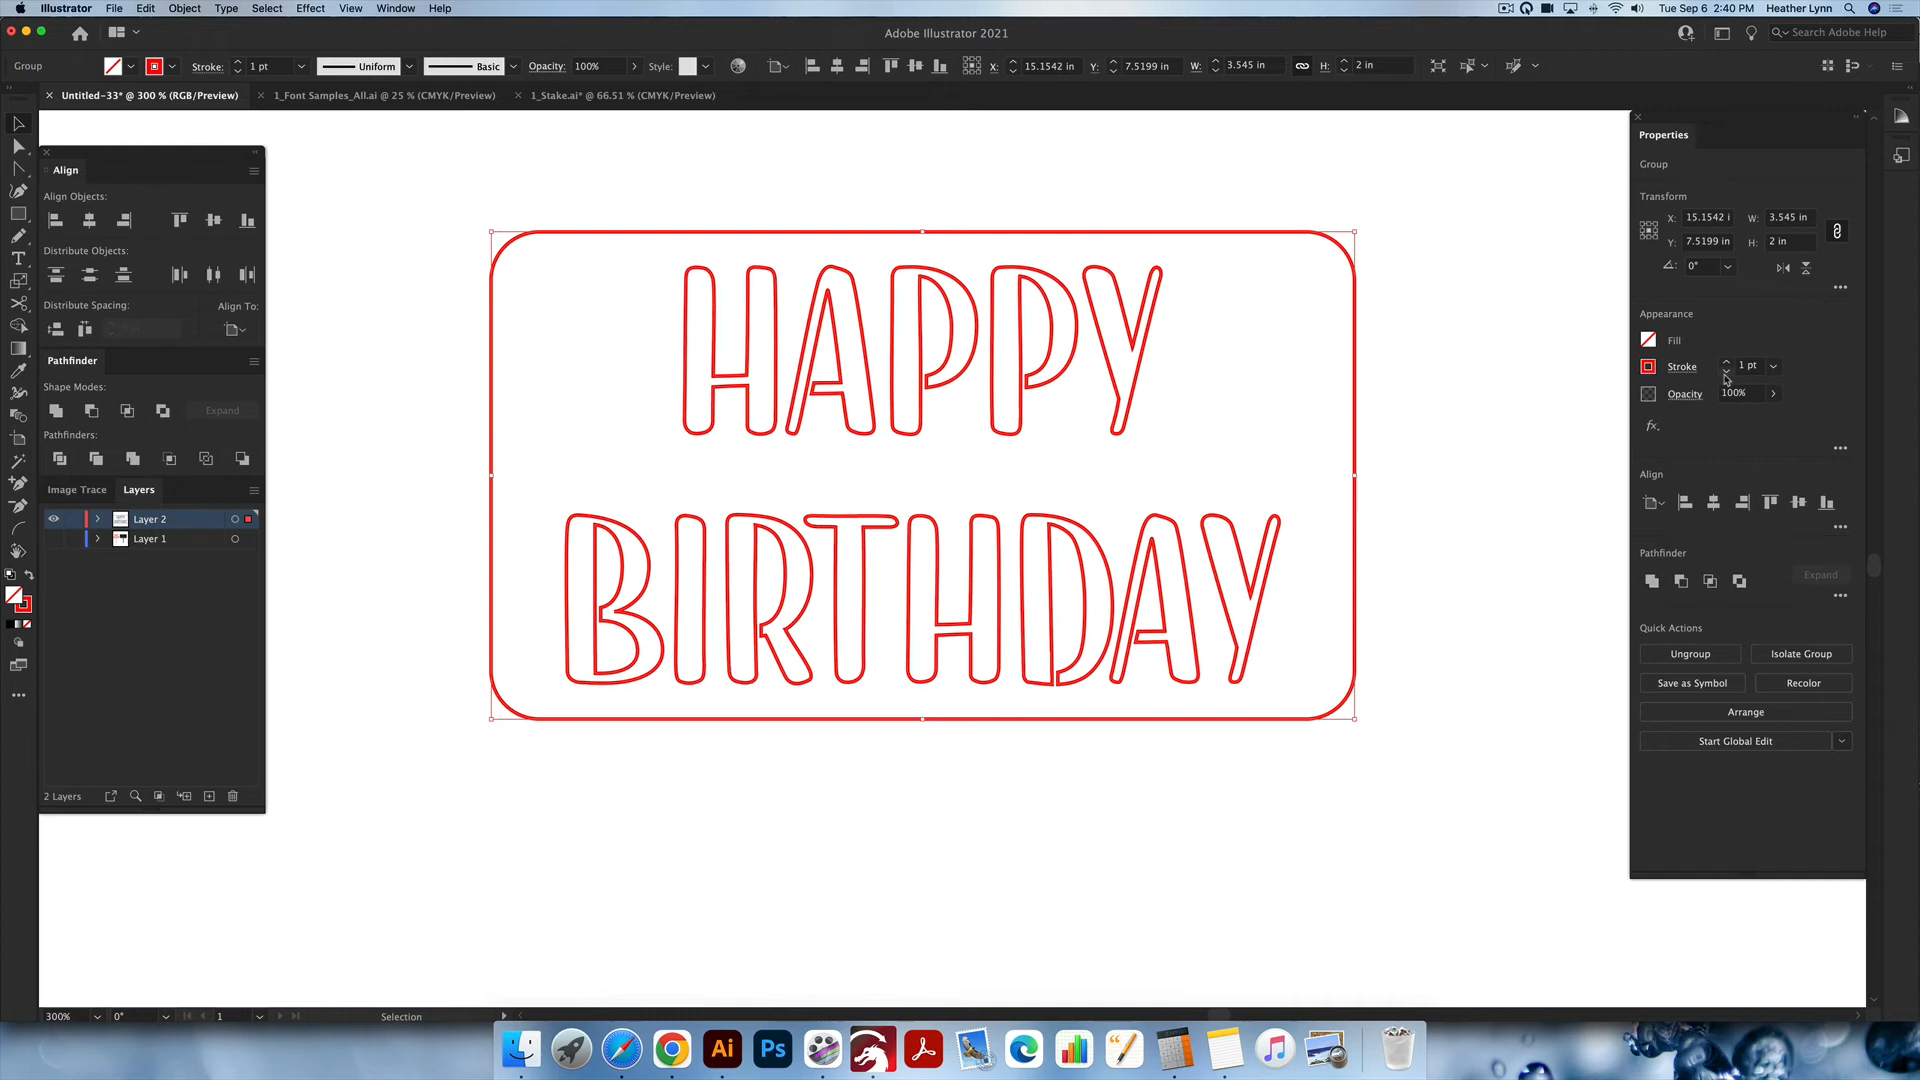 Illustrator File Edit Object Type Select Effect View Window Help
Tue Sep 6 2:40 PM Heather Lynn
Adobe Illustrator 2021
Search Adobe Help
Group Stroke: 1 pt Uniform Basic Opacity: 100% Style: X: 15.1542 in Y: 7.5199 in W: 3.545 in H: 2 in
Untitled-33* @ 300 % (RGB/Preview) 1_Font Samples_All.ai @ 25 % (CMYK/Preview) 1_Stake.ai* @ 66.51 % (CMYK/Preview)
Align
Align Objects:
Distribute Objects:
Distribute Spacing: Align To:
Pathfinder
Shape Modes:
Expand
Pathfinders:
Image Trace Layers
Layer 2
Layer 1
2 Layers
HAPPY
BIRTHDAY
Properties
Group
Transform
X: 15.1542 i W: 3.545 in
Y: 7.5199 in H: 2 in
0°
Appearance
Fill
Stroke 1 pt
Opacity 100%
fx.
Align
Pathfinder
Expand
Quick Actions
Ungroup Isolate Group
Save as Symbol Recolor
Arrange
Start Global Edit
300% 0° 1 Selection
Ai Ps